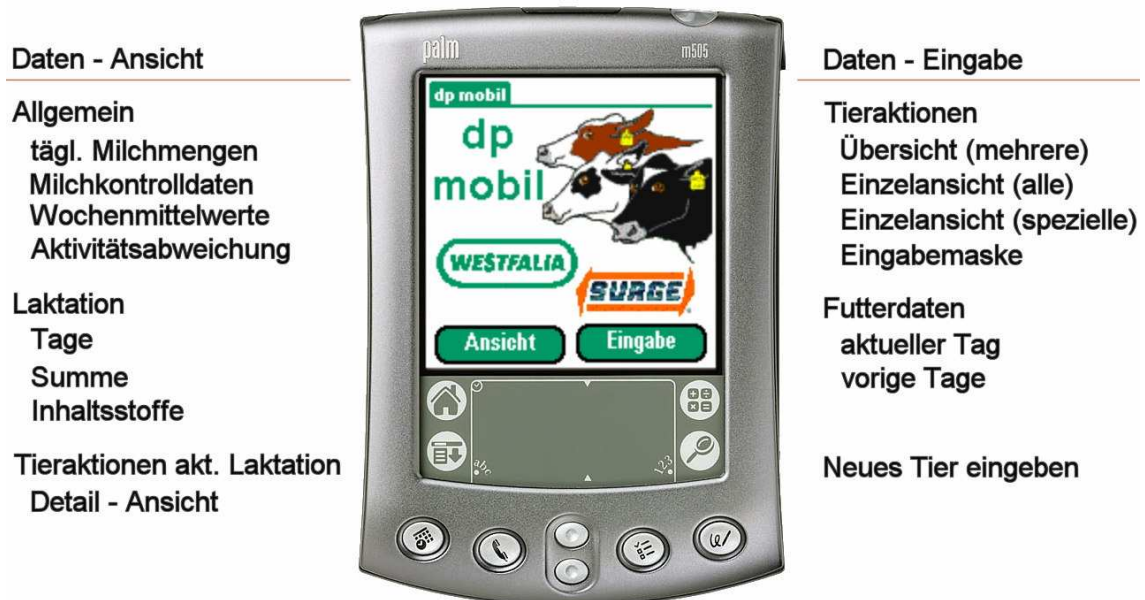 Daten - Ansicht
Allgemein
tägl. Milchmengen
Milchkontrolldaten
Wochenmittelwerte
Aktivitätsabweichung
Laktation
Tage
Summe
Inhaltsstoffe
Tieraktionen akt. Laktation
Detail - Ansicht
palm
m505
dp mobil
dp
mobil
WESTFALIA
SURGE
Ansicht
Eingabe
abc
123
Daten - Eingabe
Tieraktionen
Übersicht (mehrere)
Einzelansicht (alle)
Einzelansicht (spezielle)
Eingabemaske
Futterdaten
aktueller Tag
vorige Tage
Neues Tier eingeben